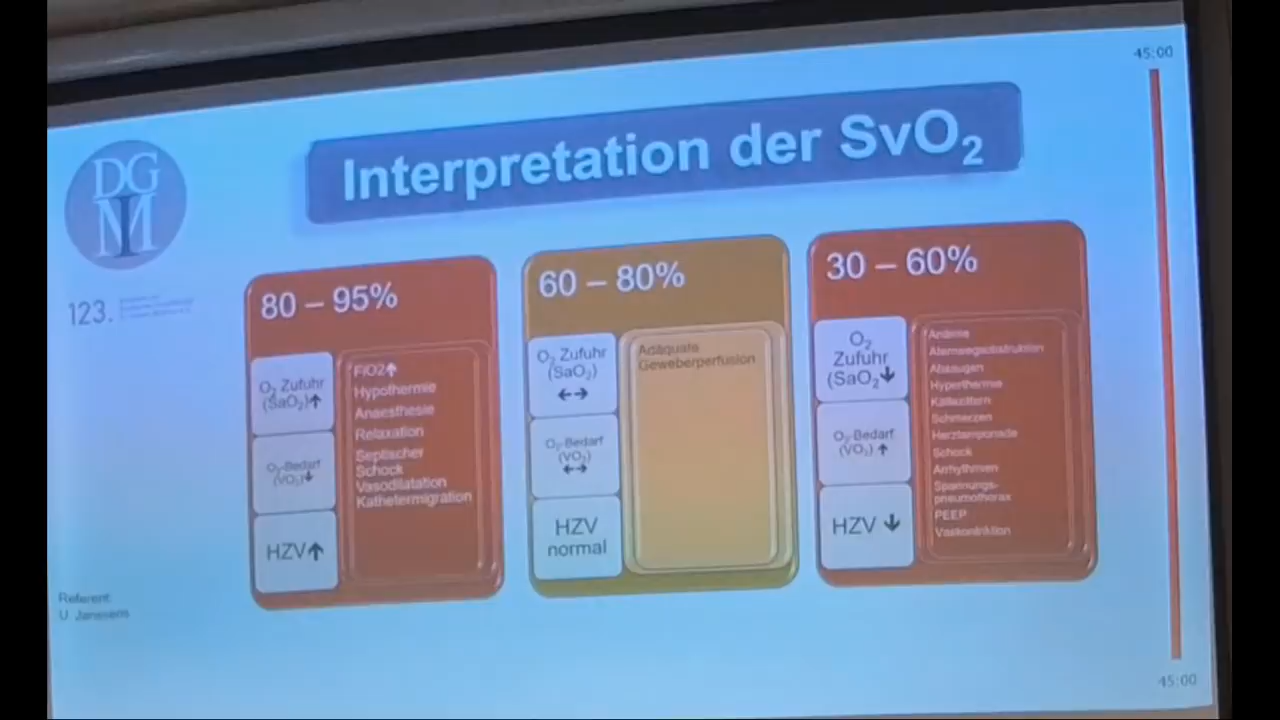 45:00
Interpretation der SvO₂
DG
IM
123.
80 – 95%
O₂ Zufuhr
(SaO₂)↑
O₂-Bedarf
(VO₂)↓
HZV↑
FiO2↑
Hypothermie
Anaesthesie
Relaxation
Septischer
Schock
Vasodilatation
Kathetermigration
60 – 80%
O₂ Zufuhr
(SaO₂)
↔
O₂-Bedarf
(VO₂)
↔
HZV
normal
Adäquate
Geweberperfusion
30 – 60%
O₂
Zufuhr
(SaO₂↓
O₂-Bedarf
(VO₂) ↑
HZV ↓
Anämie
Atemwegsobstruktion
Absaugen
Hyperthermie
Kältezittern
Schmerzen
Herztamponade
Schock
Arrhythmien
Spannungs-
pneumothorax
PEEP
Referent:
U. Janssens
45:00